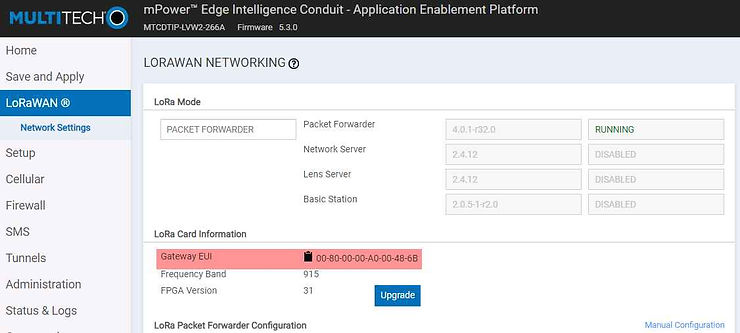 MULTITECH
mPower™ Edge Intelligence Conduit - Application Enablement Platform
MTCDTIP-LVW2-266A Firmware 5.3.0
Home
Save and Apply
LoRaWAN ®
Network Settings
Setup
Cellular
Firewall
SMS
Tunnels
Administration
Status & Logs
LORAWAN NETWORKING
LoRa Mode
PACKET FORWARDER
Packet Forwarder 4.0.1-r32.0 RUNNING
Network Server 2.4.12 DISABLED
Lens Server 2.4.12 DISABLED
Basic Station 2.0.5-1-r2.0 DISABLED
LoRa Card Information
Gateway EUI 00-80-00-00-A0-00-48-6B
Frequency Band 915
FPGA Version 31 Upgrade
LoRa Packet Forwarder Configuration Manual Configuration